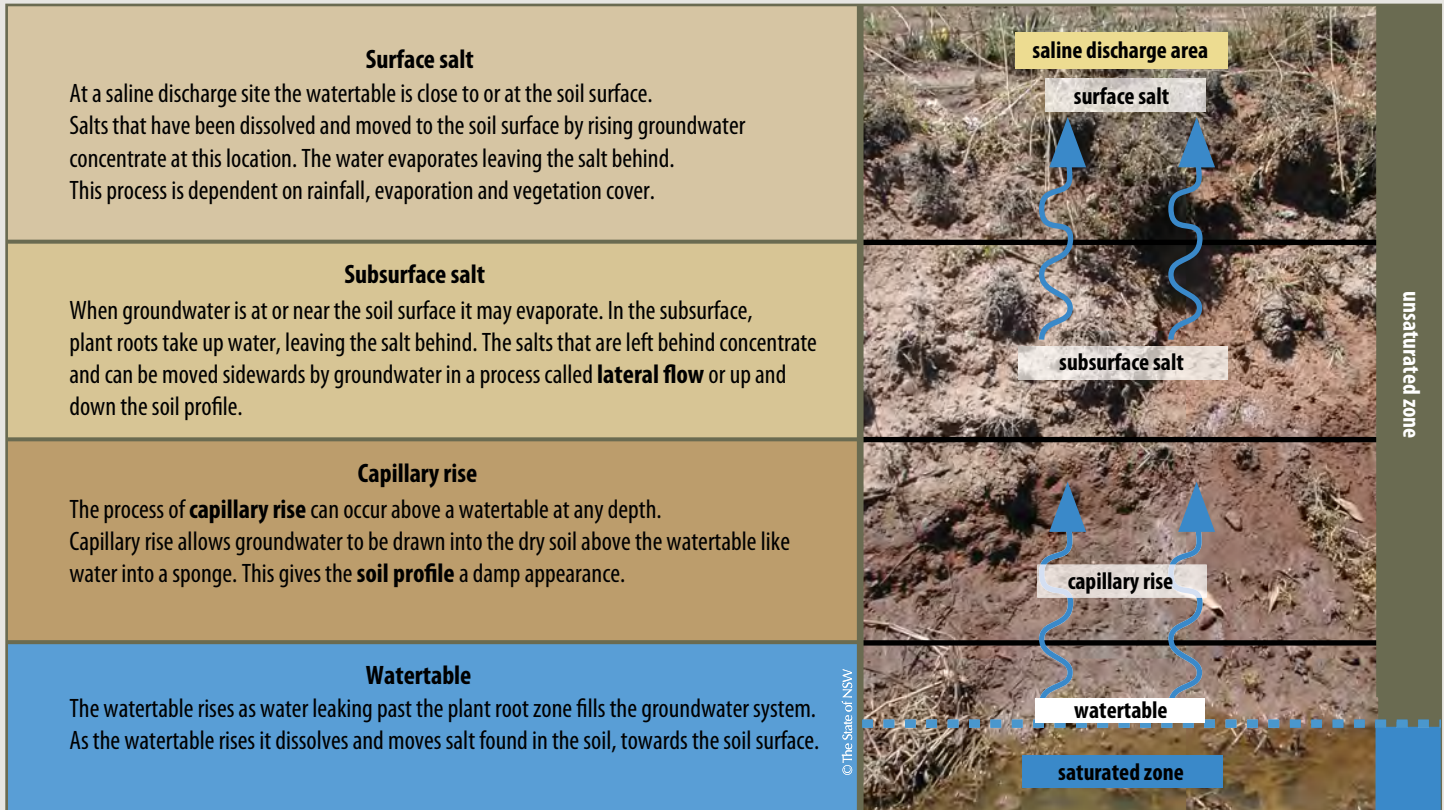 Surface salt
At a saline discharge site the watertable is close to or at the soil surface.
Salts that have been dissolved and moved to the soil surface by rising groundwater
concentrate at this location. The water evaporates leaving the salt behind.
This process is dependent on rainfall, evaporation and vegetation cover.
Subsurface salt
When groundwater is at or near the soil surface it may evaporate. In the subsurface,
plant roots take up water, leaving the salt behind. The salts that are left behind concentrate
and can be moved sidewards by groundwater in a process called lateral flow or up and
down the soil profile.
Capillary rise
The process of capillary rise can occur above a watertable at any depth.
Capillary rise allows groundwater to be drawn into the dry soil above the watertable like
water into a sponge. This gives the soil profile a damp appearance.
Watertable
The watertable rises as water leaking past the plant root zone fills the groundwater system.
As the watertable rises it dissolves and moves salt found in the soil, towards the soil surface.
© The State of NSW
saline discharge area
surface salt
subsurface salt
capillary rise
watertable
saturated zone
unsaturated zone